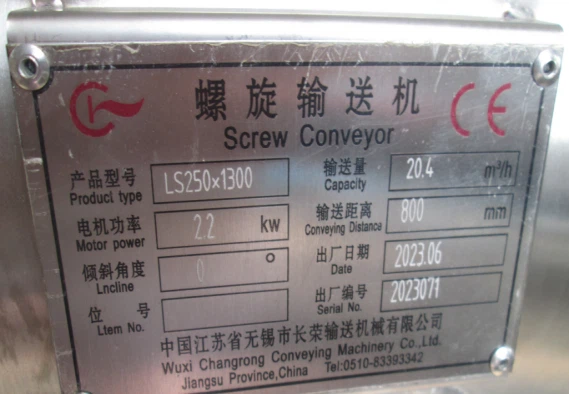 螺旋输送机 CE
Screw Conveyor
产品型号 LS250×1300 输送量 20.4 m³/h
Product type Capacity
电机功率 2.2 kw 输送距离 800 mm
Motor power Conveying Distance
倾斜角度 0 ° 出厂日期 2023.06
Lncline Date
位号 出厂编号 2023071
Ltem No. Serial No.
中国江苏省无锡市长荣输送机械有限公司
Wuxi Changrong Conveying Machinery Co.,Ltd.
Jiangsu Province,China Tel:0510-83393342